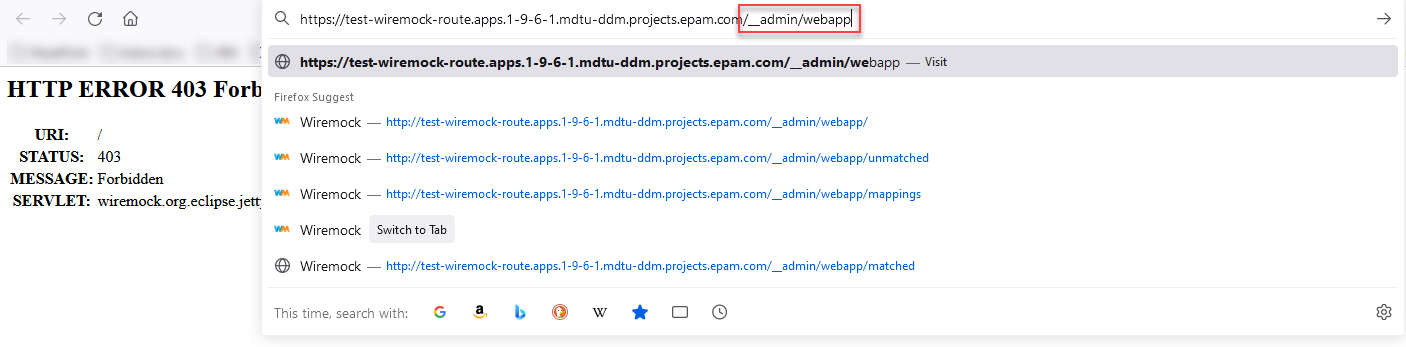 https://test-wiremock-route.apps.1-9-6-1.mdtu-ddm.projects.epam.com/__admin/webapp
https://test-wiremock-route.apps.1-9-6-1.mdtu-ddm.projects.epam.com/__admin/webapp — Visit
HTTP ERROR 403
Firefox Suggest
Wiremock — http://test-wiremock-route.apps.1-9-6-1.mdtu-ddm.projects.epam.com/__admin/webapp/
URI: /
STATUS: 403
Wiremock — http://test-wiremock-route.apps.1-9-6-1.mdtu-ddm.projects.epam.com/__admin/webapp/unmatched
MESSAGE: Forbidden
SERVLET: wiremock.org.eclipse.jetty
Wiremock — http://test-wiremock-route.apps.1-9-6-1.mdtu-ddm.projects.epam.com/__admin/webapp/mappings
Wiremock Switch to Tab
Wiremock — http://test-wiremock-route.apps.1-9-6-1.mdtu-ddm.projects.epam.com/__admin/webapp/matched
This time, search with: